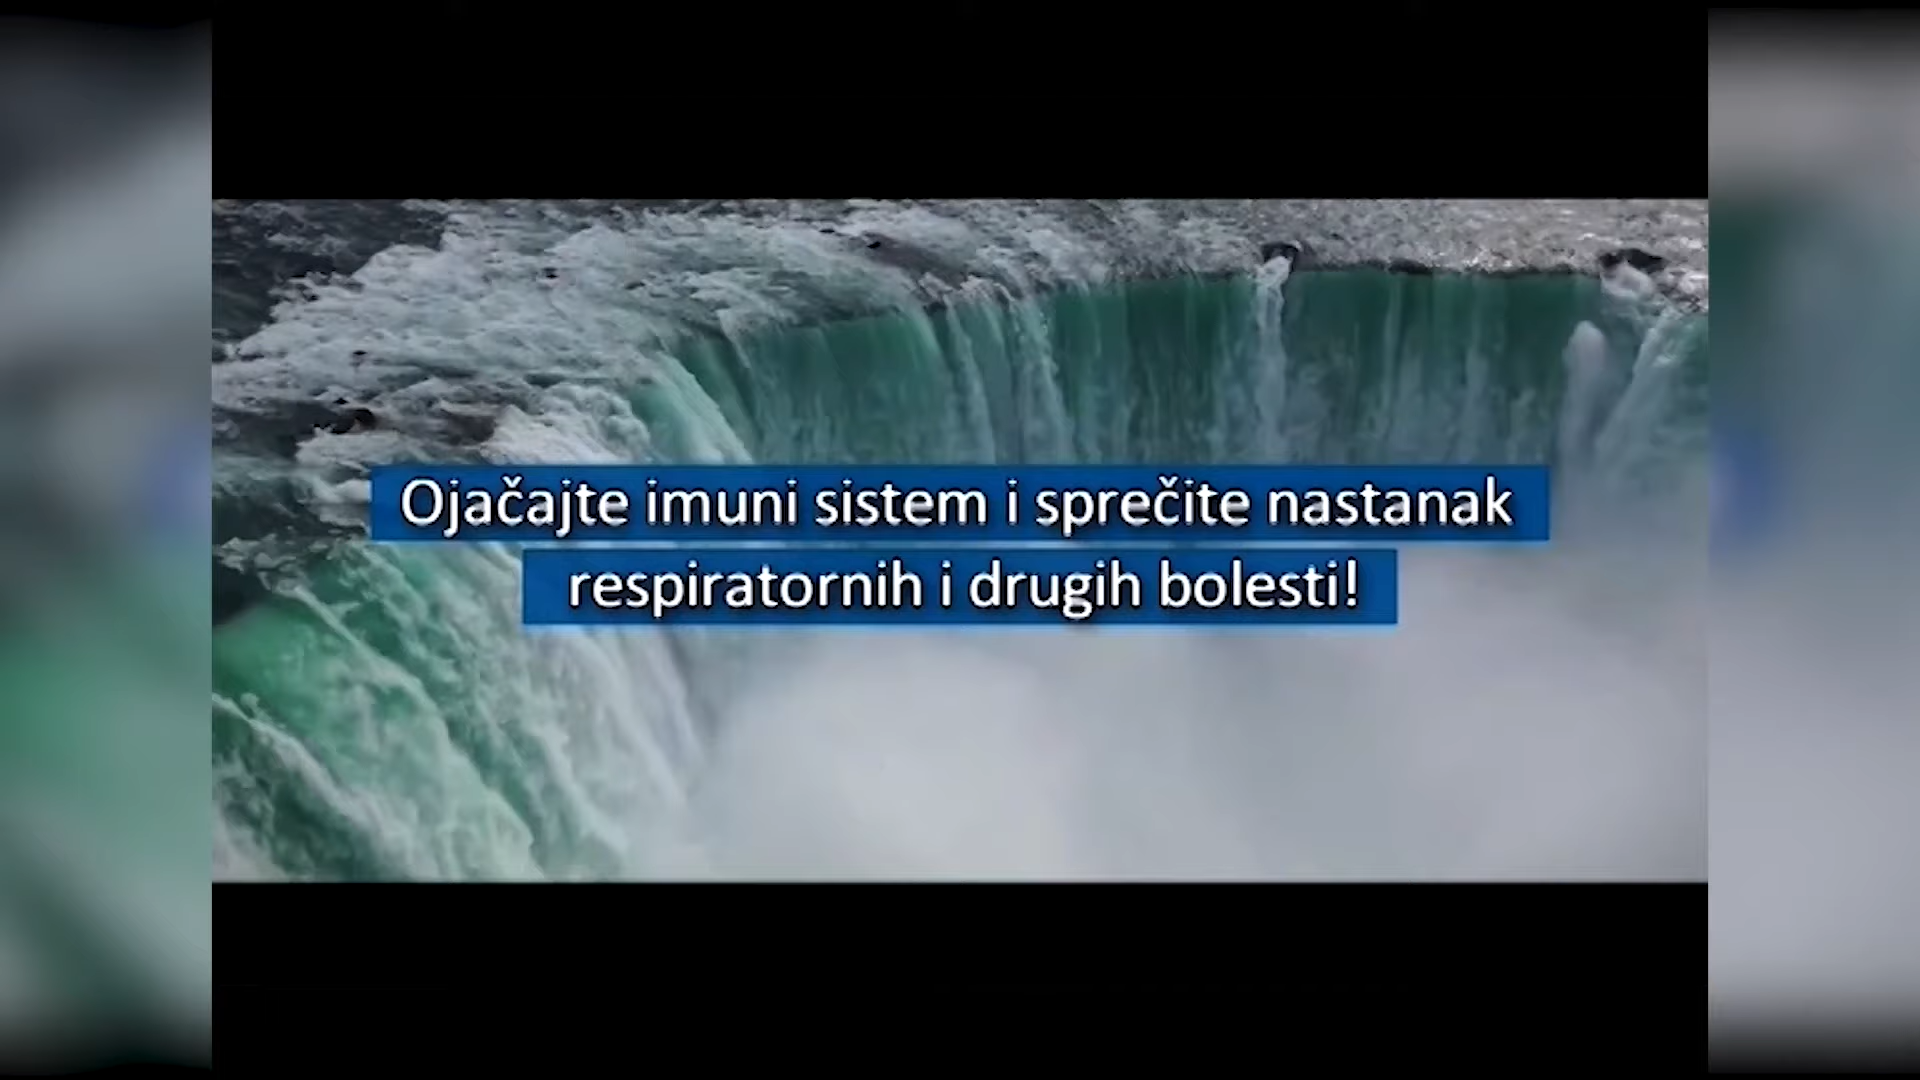 Ojačajte imuni sistem i sprečite nastanak
respiratornih i drugih bolesti!